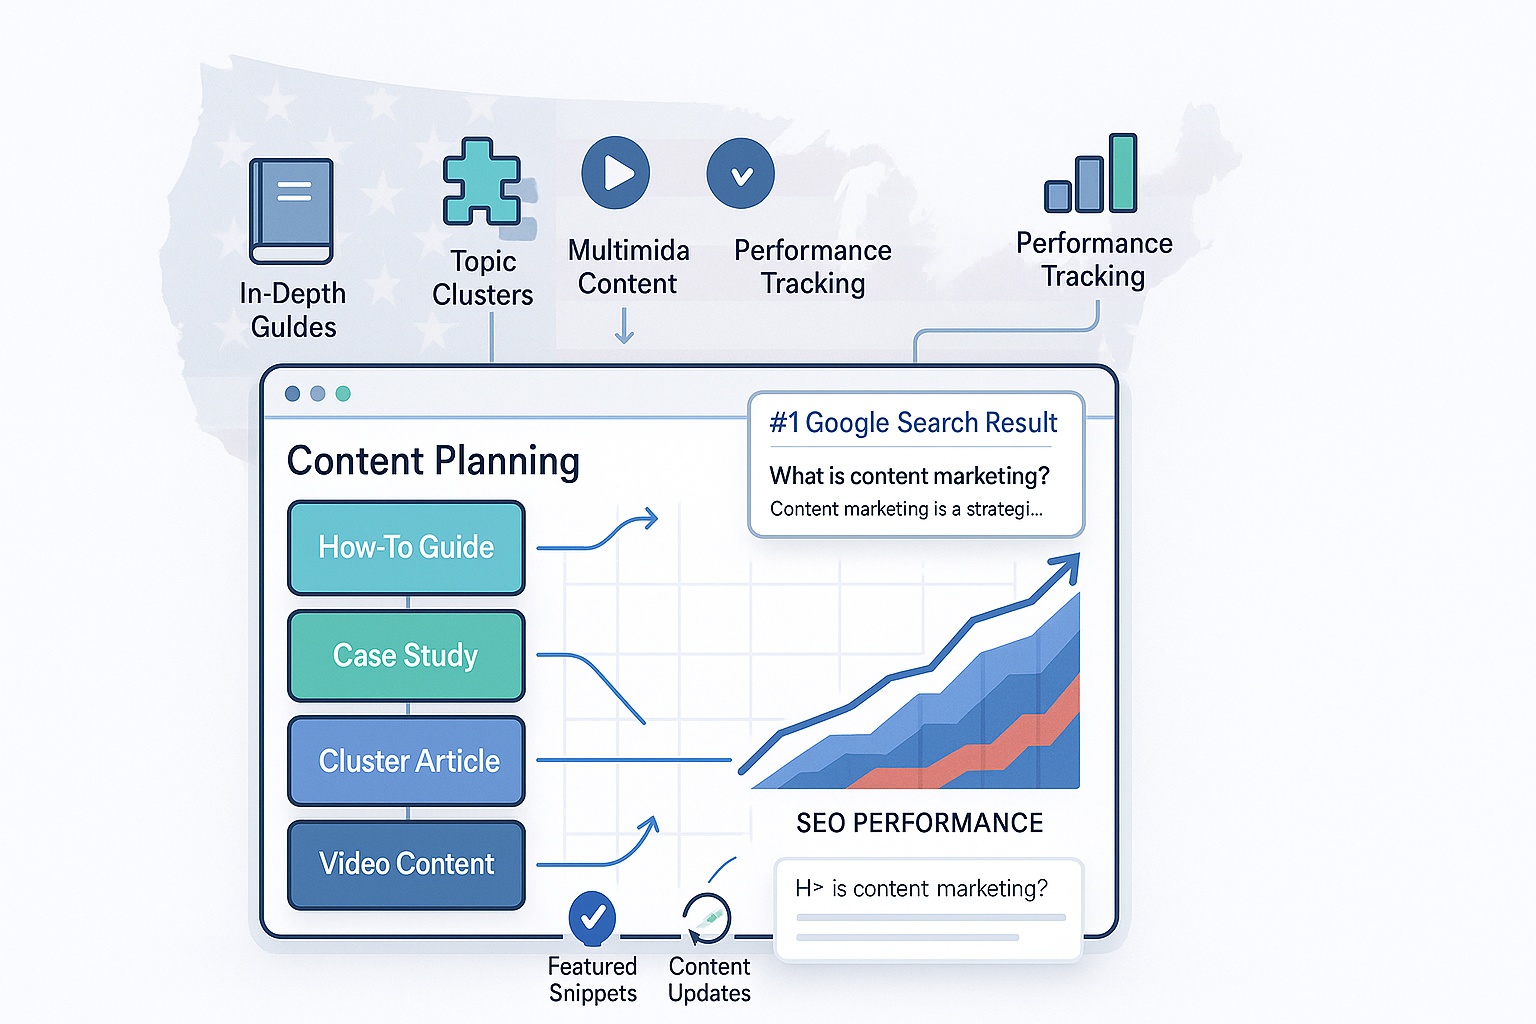 In-Depth
Guldes
Topic
Clusters
Multimida
Content
Performance
Tracking
Performance
Tracking
#1 Google Search Result
What is content marketing?
Content marketing is a strategi...
Content Planning
How-To Guide
Case Study
Cluster Article
Video Content
SEO PERFORMANCE
H> is content marketing?
Featured
Snippets
Content
Updates